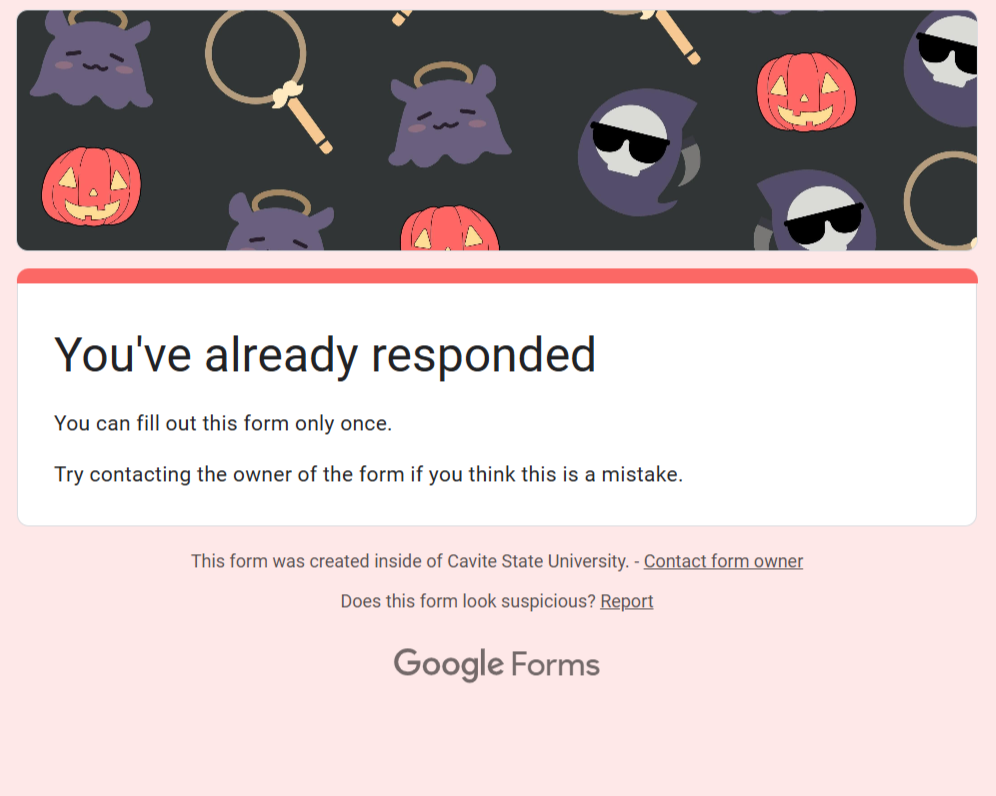 You've already responded
You can fill out this form only once.
Try contacting the owner of the form if you think this is a mistake.
This form was created inside of Cavite State University. - Contact form owner
Does this form look suspicious? Report
Google Forms